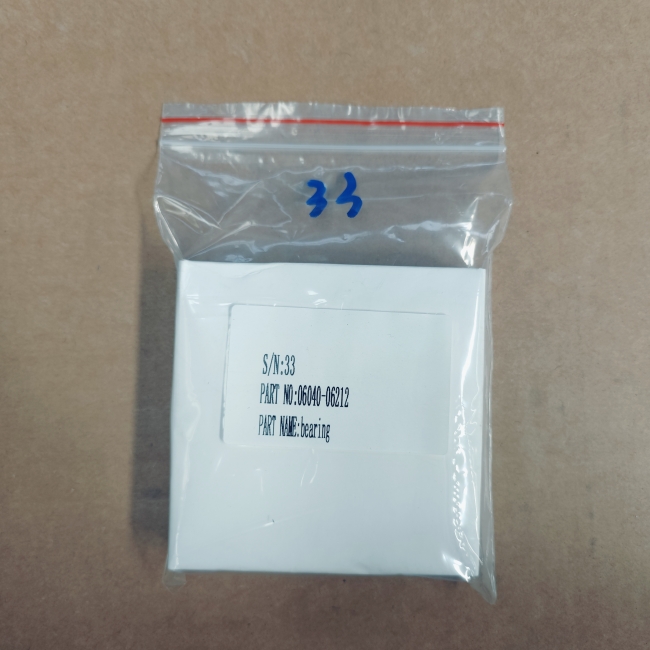 33
S/N:33
PART NO:06040-06212
PART NAME:bearing